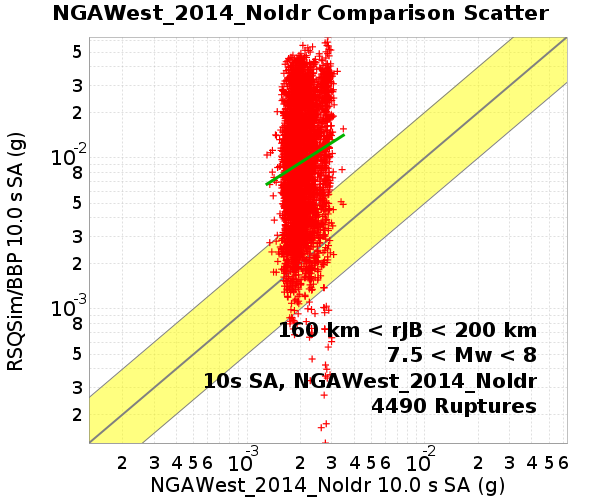 NGAWest_2014_NoIdr Comparison Scatter
RSQSim/BBP 10.0 s SA (g)
5
3
2
10-2
8
5
3
2
10-3
8
5
3
2
160 km < rJB < 200 km
7.5 < Mw < 8
10s SA, NGAWest_2014_NoIdr
4490 Ruptures
2 3 4 5 6 10-3 2 3 4 5 6 8 10-2 2 3 4 5 6
NGAWest_2014_NoIdr 10.0 s SA (g)